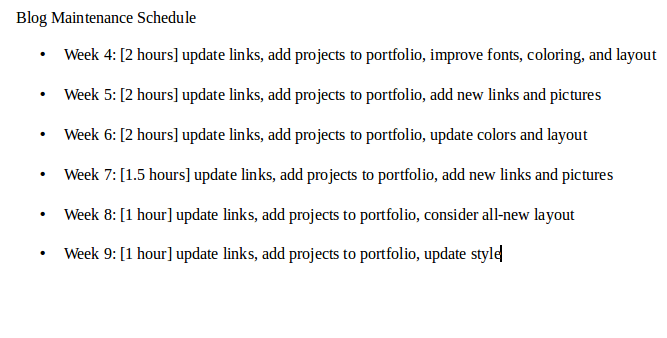 Blog Maintenance Schedule
• Week 4: [2 hours] update links, add projects to portfolio, improve fonts, coloring, and layout
• Week 5: [2 hours] update links, add projects to portfolio, add new links and pictures
• Week 6: [2 hours] update links, add projects to portfolio, update colors and layout
• Week 7: [1.5 hours] update links, add projects to portfolio, add new links and pictures
• Week 8: [1 hour] update links, add projects to portfolio, consider all-new layout
• Week 9: [1 hour] update links, add projects to portfolio, update style